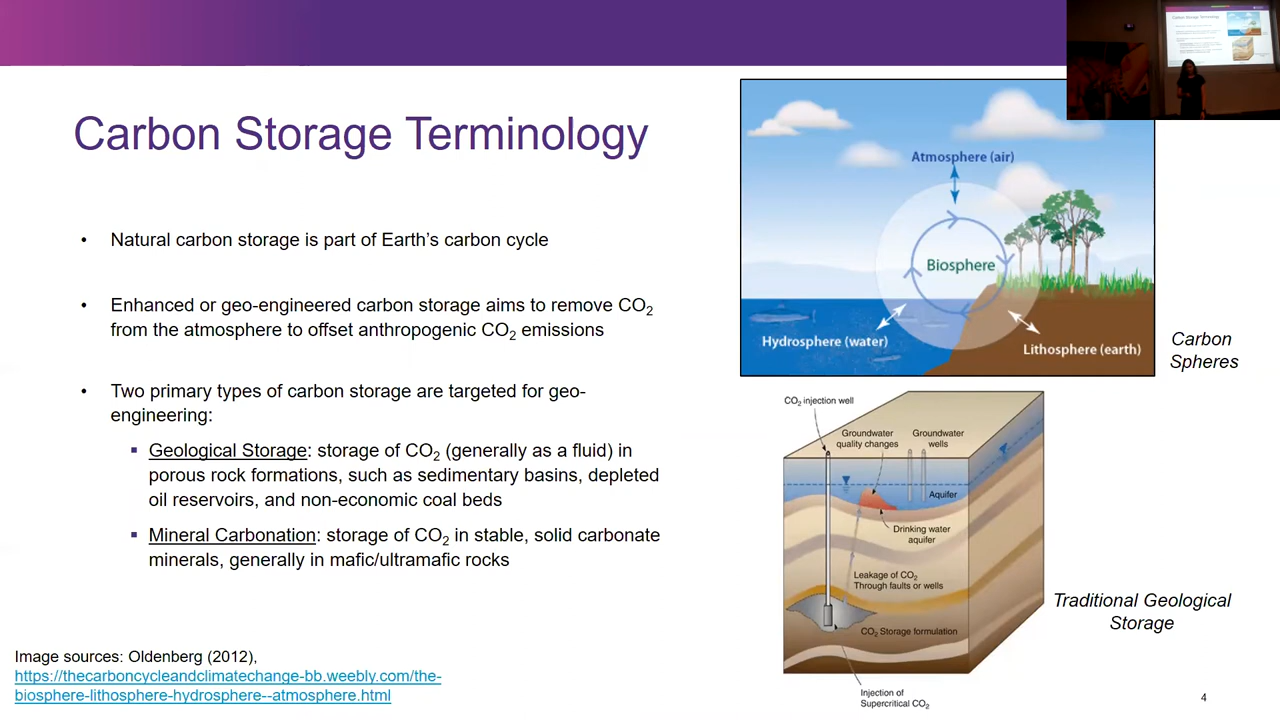 Carbon Storage Terminology
• Natural carbon storage is part of Earth's carbon cycle
• Enhanced or geo-engineered carbon storage aims to remove CO₂
from the atmosphere to offset anthropogenic CO₂ emissions
• Two primary types of carbon storage are targeted for geo-
engineering:
▪ Geological Storage: storage of CO₂ (generally as a fluid) in
porous rock formations, such as sedimentary basins, depleted
oil reservoirs, and non-economic coal beds
▪ Mineral Carbonation: storage of CO₂ in stable, solid carbonate
minerals, generally in mafic/ultramafic rocks
Image sources: Oldenberg (2012),
https://thecarboncycleandclimatechange-bb.weebly.com/the-
biosphere-lithosphere-hydrosphere--atmosphere.html
Atmosphere (air)
Biosphere
Hydrosphere (water)
Lithosphere (earth)
Carbon
Spheres
CO₂ injection well
Groundwater
quality changes
Groundwater
wells
Aquifer
Drinking water
aquifer
Leakage of CO₂
Through faults or wells
CO₂ Storage formulation
Injection of
Supercritical CO₂
Traditional Geological
Storage
4
Carbon Storage Terminology